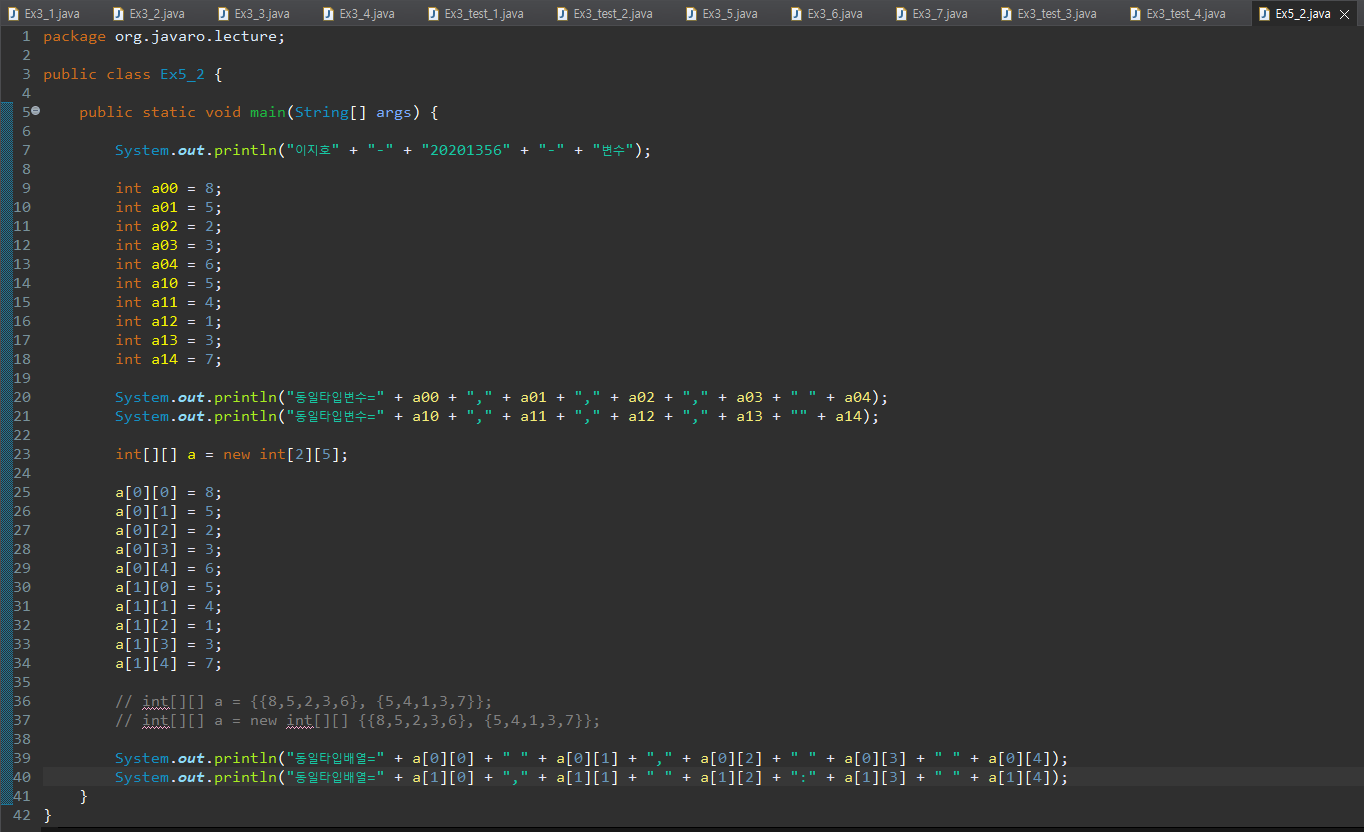 Ex3_1.java Ex3_2.java Ex3_3.java Ex3_4.java Ex3_test_1.java Ex3_test_2.java Ex3_5.java Ex3_6.java Ex3_7.java Ex3_test_3.java Ex3_test_4.java Ex5_2.java
1 package org.javaro.lecture;
2
3 public class Ex5_2 {
4
5 public static void main(String[] args) {
6
7 System.out.println("이지호" + "-" + "20201356" + "-" + "변수");
8
9 int a00 = 8;
10 int a01 = 5;
11 int a02 = 2;
12 int a03 = 3;
13 int a04 = 6;
14 int a10 = 5;
15 int a11 = 4;
16 int a12 = 1;
17 int a13 = 3;
18 int a14 = 7;
19
20 System.out.println("동일타입변수=" + a00 + "," + a01 + "," + a02 + "," + a03 + " " + a04);
21 System.out.println("동일타입변수=" + a10 + "," + a11 + "," + a12 + "," + a13 + "" + a14);
22
23 int[][] a = new int[2][5];
24
25 a[0][0] = 8;
26 a[0][1] = 5;
27 a[0][2] = 2;
28 a[0][3] = 3;
29 a[0][4] = 6;
30 a[1][0] = 5;
31 a[1][1] = 4;
32 a[1][2] = 1;
33 a[1][3] = 3;
34 a[1][4] = 7;
35
36 // int[][] a = {{8,5,2,3,6}, {5,4,1,3,7}};
37 // int[][] a = new int[][] {{8,5,2,3,6}, {5,4,1,3,7}};
38
39 System.out.println("동일타입배열=" + a[0][0] + " " + a[0][1] + "," + a[0][2] + " " + a[0][3] + " " + a[0][4]);
40 System.out.println("동일타입배열=" + a[1][0] + "," + a[1][1] + " " + a[1][2] + ":" + a[1][3] + " " + a[1][4]);
41 }
42 }